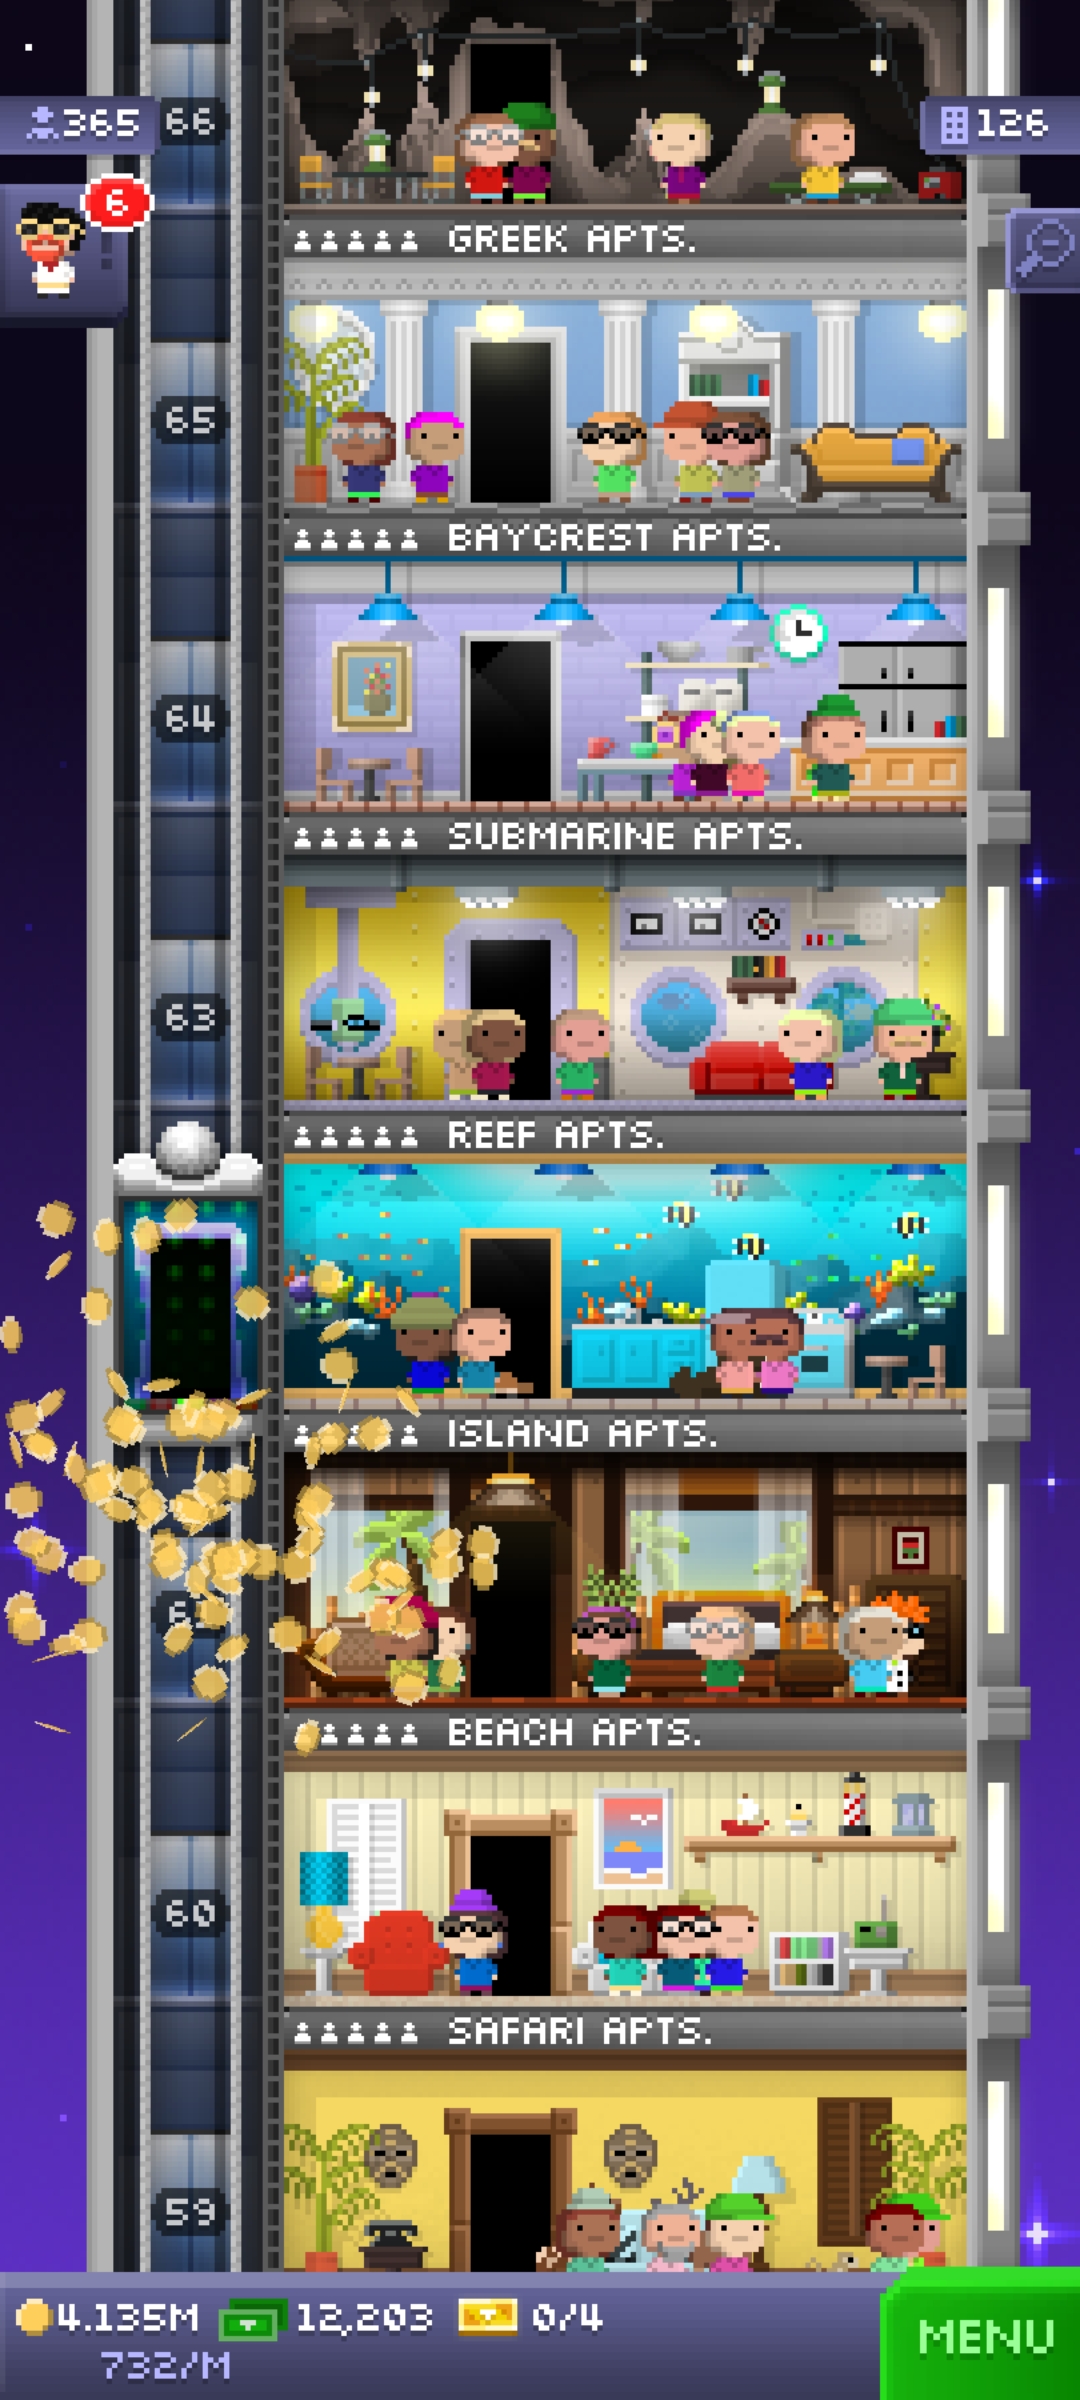 66
365
126
6
GREEK APTS.
65
BAYCREST APTS.
64
SUBMARINE APTS.
63
REEF APTS.
ISLAND APTS.
BEACH APTS.
60
SAFARI APTS.
59
4.135M 12,203 0/4
732/M
MENU